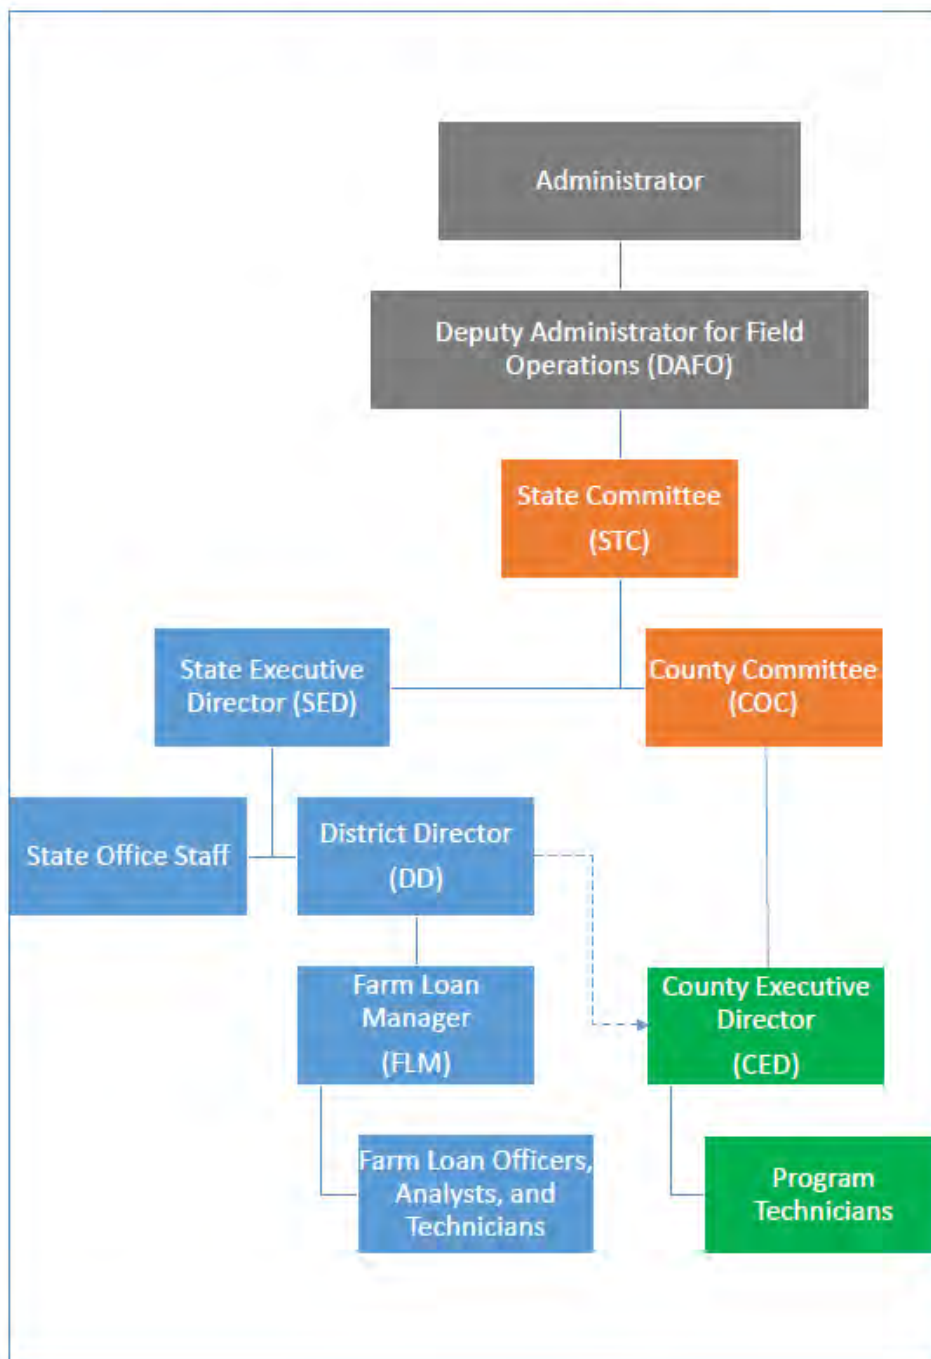 Administrator
Deputy Administrator for Field
Operations (DAFO)
State Committee
(STC)
State Executive
Director (SED)
County Committee
(COC)
State Office Staff
District Director
(DD)
Farm Loan
Manager
(FLM)
County Executive
Director
(CED)
Farm Loan Officers,
Analysts, and
Technicians
Program
Technicians